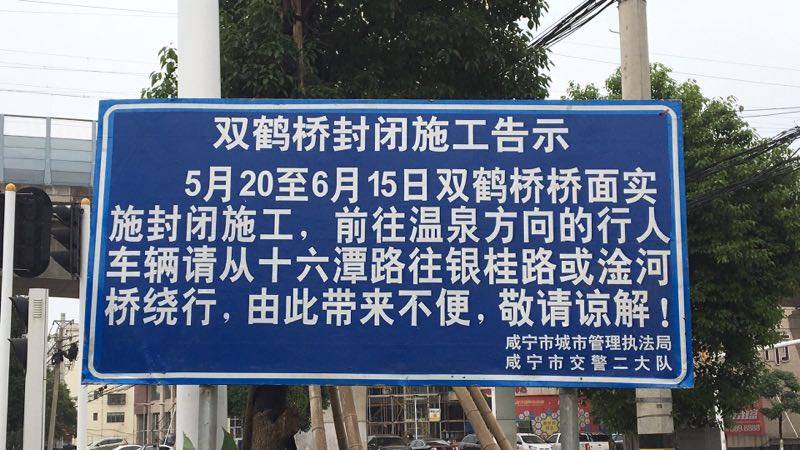 双鹤桥封闭施工告示
5月20至6月15日双鹤桥桥面实
施封闭施工，前往温泉方向的行人
车辆请从十六潭路往银桂路或淦河
桥绕行，由此带来不便，敬请谅解！
咸宁市城市管理执法局
咸宁市交警二大队